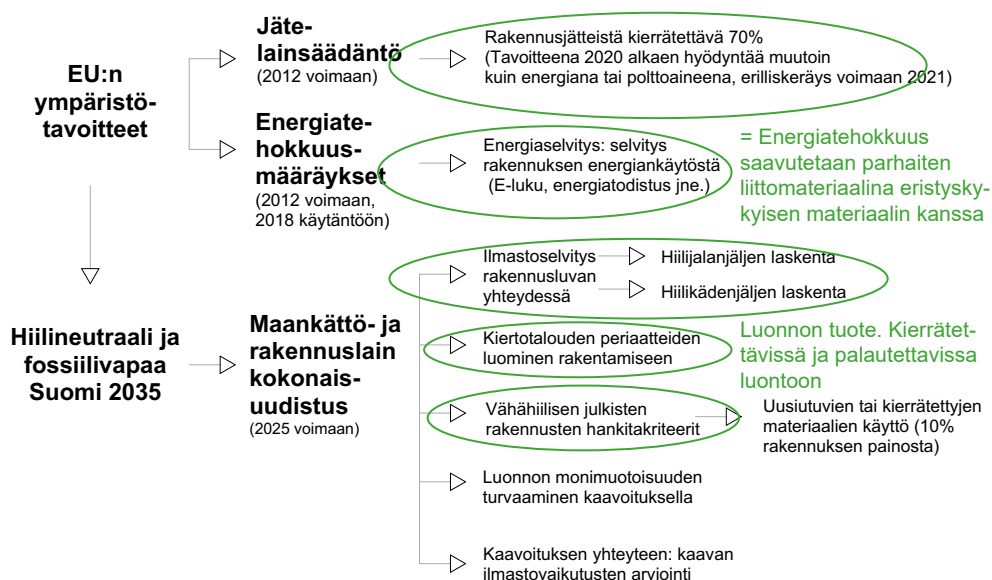 EU:n
ympäristö-
tavoitteet
Jäte-
lainsäädäntö
(2012 voimaan)
Rakennusjätteistä kierrätettävä 70%
(Tavoitteena 2020 alkaen hyödyntää muutoin
kuin energiana tai polttoaineena, erilliskeräys voimaan 2021)
Energiate-
hokkuus-
määräykset
(2012 voimaan,
2018 käytäntöön)
Energiaselvitys: selvitys
rakennuksen energiankäytöstä
(E-luku, energiatodistus jne.)
= Energiatehokkuus
saavutetaan parhaiten
liittomateriaalina eristysky-
kyisen materiaalin kanssa
Hiilineutraali ja
fossiilivapaa
Suomi 2035
Maankättö- ja
rakennuslain
kokonais-
uudistus
(2025 voimaan)
Ilmastoselvitys
rakennusluvan
yhteydessä
Hiilijalanjäljen laskenta
Hiilikädenjäljen laskenta
Kiertotalouden periaatteiden
luominen rakentamiseen
Luonnon tuote. Kierrätet-
tävissä ja palautettavissa
luontoon
Vähähiilisen julkisten
rakennusten hankitakriteerit
Uusiutuvien tai kierrätettyjen
materiaalien käyttö (10%
rakennuksen painosta)
Luonnon monimuotoisuuden
turvaaminen kaavoituksella
Kaavoituksen yhteyteen: kaavan
ilmastovaikutusten arviointi